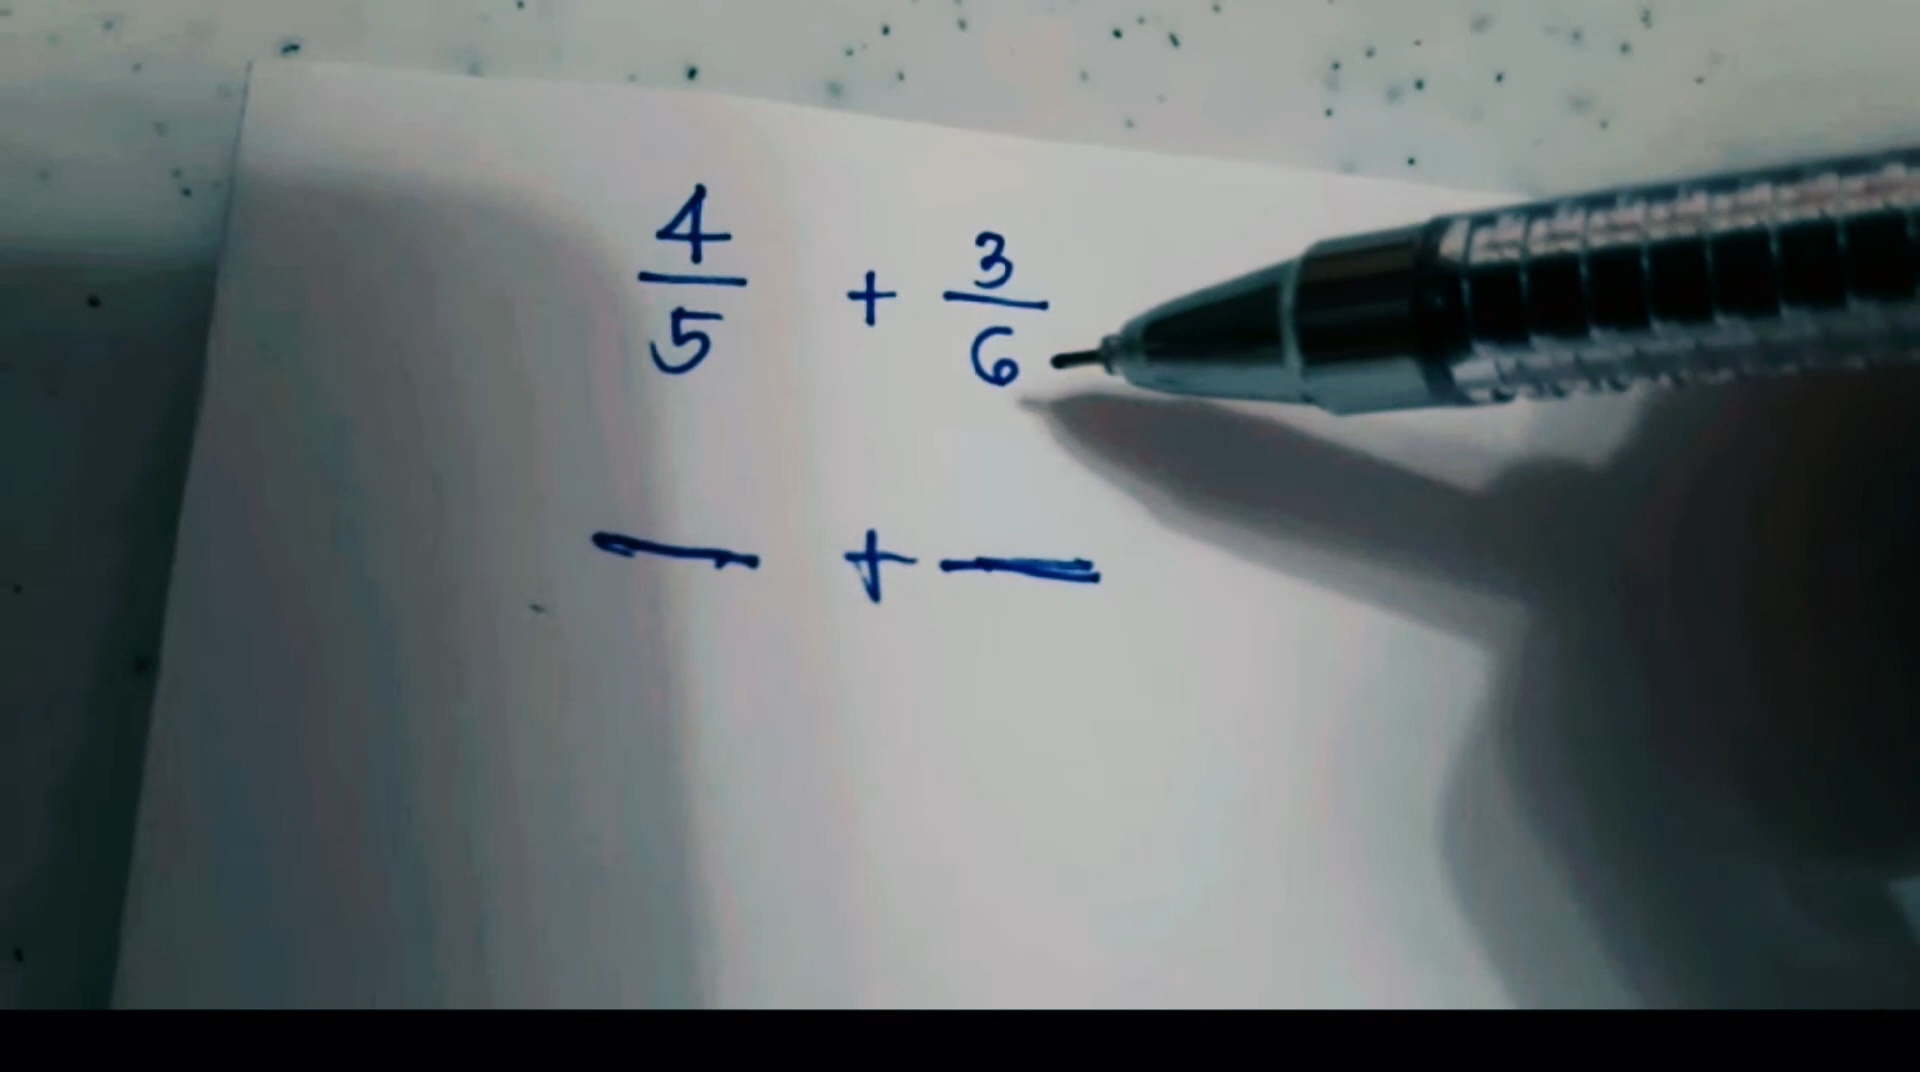 4/5 + 3/6
— + —